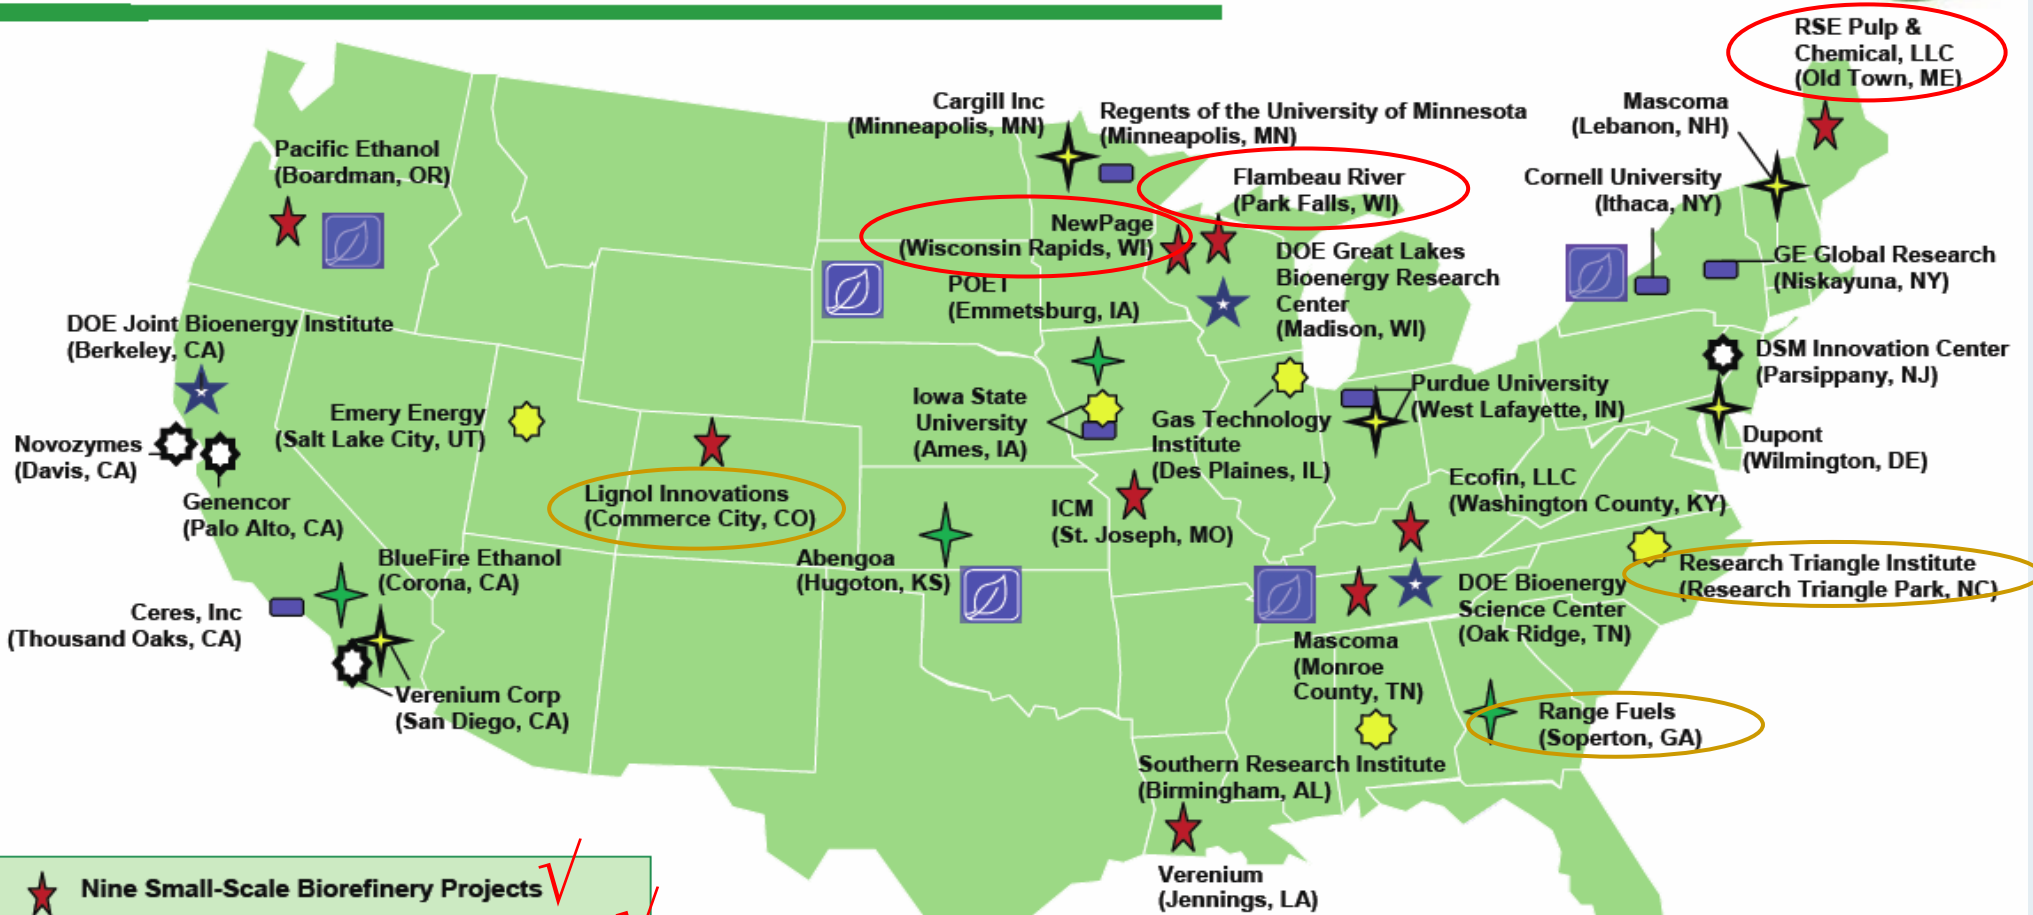 RSE Pulp &
Chemical, LLC
(Old Town, ME)
Cargill Inc
(Minneapolis, MN)
Regents of the University of Minnesota
(Minneapolis, MN)
Mascoma
(Lebanon, NH)
Pacific Ethanol
(Boardman, OR)
Flambeau River
(Park Falls, WI)
Cornell University
(Ithaca, NY)
NewPage
(Wisconsin Rapids, WI)
DOE Great Lakes
Bioenergy Research
Center
(Madison, WI)
GE Global Research
(Niskayuna, NY)
POET
(Emmetsburg, IA)
DOE Joint Bioenergy Institute
(Berkeley, CA)
DSM Innovation Center
(Parsippany, NJ)
Emery Energy
(Salt Lake City, UT)
Iowa State
University
(Ames, IA)
Gas Technology
Institute
(Des Plaines, IL)
Purdue University
(West Lafayette, IN)
Novozymes
(Davis, CA)
Dupont
(Wilmington, DE)
Genencor
(Palo Alto, CA)
Lignol Innovations
(Commerce City, CO)
ICM
(St. Joseph, MO)
Ecofin, LLC
(Washington County, KY)
BlueFire Ethanol
(Corona, CA)
Abengoa
(Hugoton, KS)
Research Triangle Institute
(Research Triangle Park, NC)
Ceres, Inc
(Thousand Oaks, CA)
DOE Bioenergy
Science Center
(Oak Ridge, TN)
Mascoma
(Monroe
County, TN)
Verenium Corp
(San Diego, CA)
Range Fuels
(Soperton, GA)
Southern Research Institute
(Birmingham, AL)
Verenium
(Jennings, LA)
Nine Small-Scale Biorefinery Projects